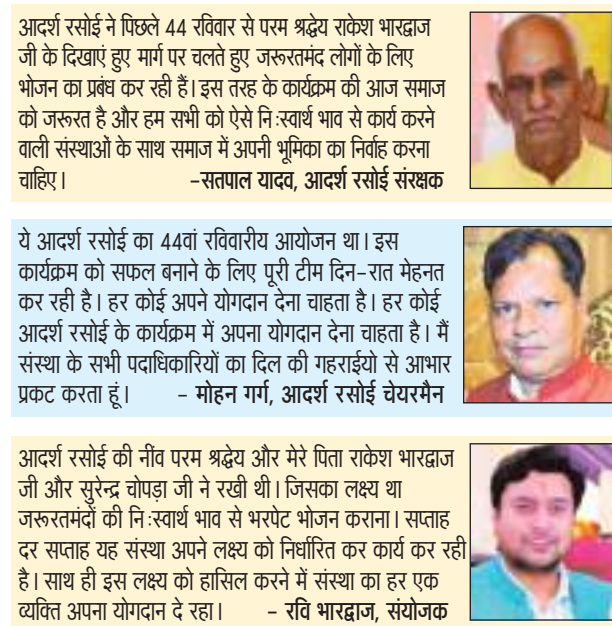 आदर्श रसोई ने पिछले 44 रविवार से परम श्रद्धेय राकेश भारद्वाज
जी के दिखाएं हुए मार्ग पर चलते हुए जरूरतमंद लोगों के लिए
भोजन का प्रबंध कर रही हैं। इस तरह के कार्यक्रम की आज समाज
को जरूरत है और हम सभी को ऐसे नि:स्वार्थ भाव से कार्य करने
वाली संस्थाओं के साथ समाज में अपनी भूमिका का निर्वाह करना
चाहिए। -सतपाल यादव, आदर्श रसोई संरक्षक
ये आदर्श रसोई का 44वां रविवारीय आयोजन था। इस
कार्यक्रम को सफल बनाने के लिए पूरी टीम दिन-रात मेहनत
कर रही है। हर कोई अपने योगदान देना चाहता है। हर कोई
आदर्श रसोई के कार्यक्रम में अपना योगदान देना चाहता है। मैं
संस्था के सभी पदाधिकारियों का दिल की गहराईयो से आभार
प्रकट करता हूं। - मोहन गर्ग, आदर्श रसोई चेयरमैन
आदर्श रसोई की नींव परम श्रद्धेय और मेरे पिता राकेश भारद्वाज
जी और सुरेन्द्र चोपड़ा जी ने रखी थी। जिसका लक्ष्य था
जरूरतमंदों की नि:स्वार्थ भाव से भरपेट भोजन कराना। सप्ताह
दर सप्ताह यह संस्था अपने लक्ष्य को निर्धारित कर कार्य कर रही
है। साथ ही इस लक्ष्य को हासिल करने में संस्था का हर एक
व्यक्ति अपना योगदान दे रहा। - रवि भारद्वाज, संयोजक